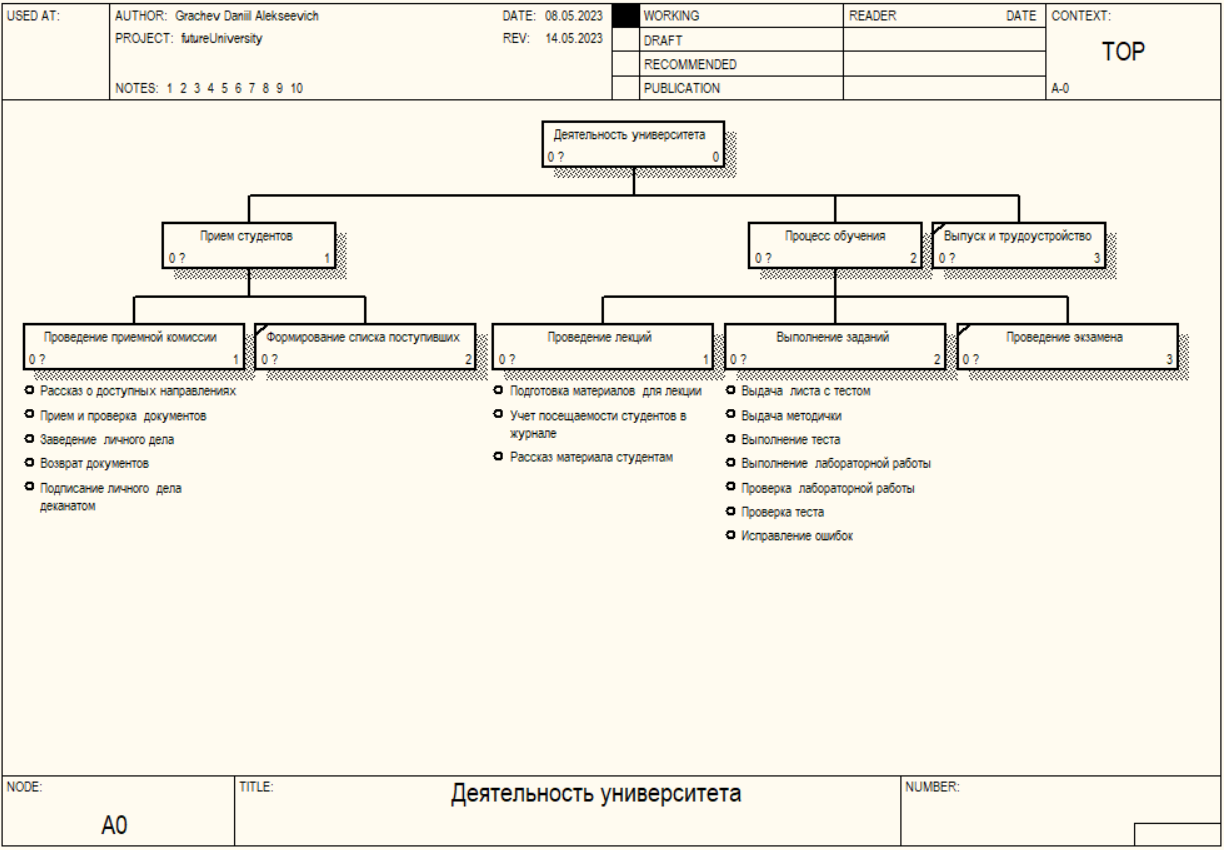 USED AT:
AUTHOR: Grachev Daniil Alekseevich
DATE: 08.05.2023
WORKING
READER
DATE
CONTEXT:
PROJECT: futureUniversity
REV: 14.05.2023
DRAFT
TOP
RECOMMENDED
NOTES: 1 2 3 4 5 6 7 8 9 10
PUBLICATION
A-0
Деятельность университета
0 ?
0
Прием студентов
0 ?
1
Процесс обучения
0 ?
2
Выпуск и трудоустройство
0 ?
3
Проведение приемной комиссии
0 ?
1
Формирование списка поступивших
0 ?
2
Проведение лекций
0 ?
1
Выполнение заданий
0 ?
2
Проведение экзамена
0 ?
3
Рассказ о доступных направлениях
Прием и проверка документов
Заведение личного дела
Возврат документов
Подписание личного дела
деканатом
Подготовка материалов для лекции
Учет посещаемости студентов в
журнале
Рассказ материала студентам
Выдача листа с тестом
Выдача методички
Выполнение теста
Выполнение лабораторной работы
Проверка лабораторной работы
Проверка теста
Исправление ошибок
NODE:
A0
TITLE:
Деятельность университета
NUMBER: